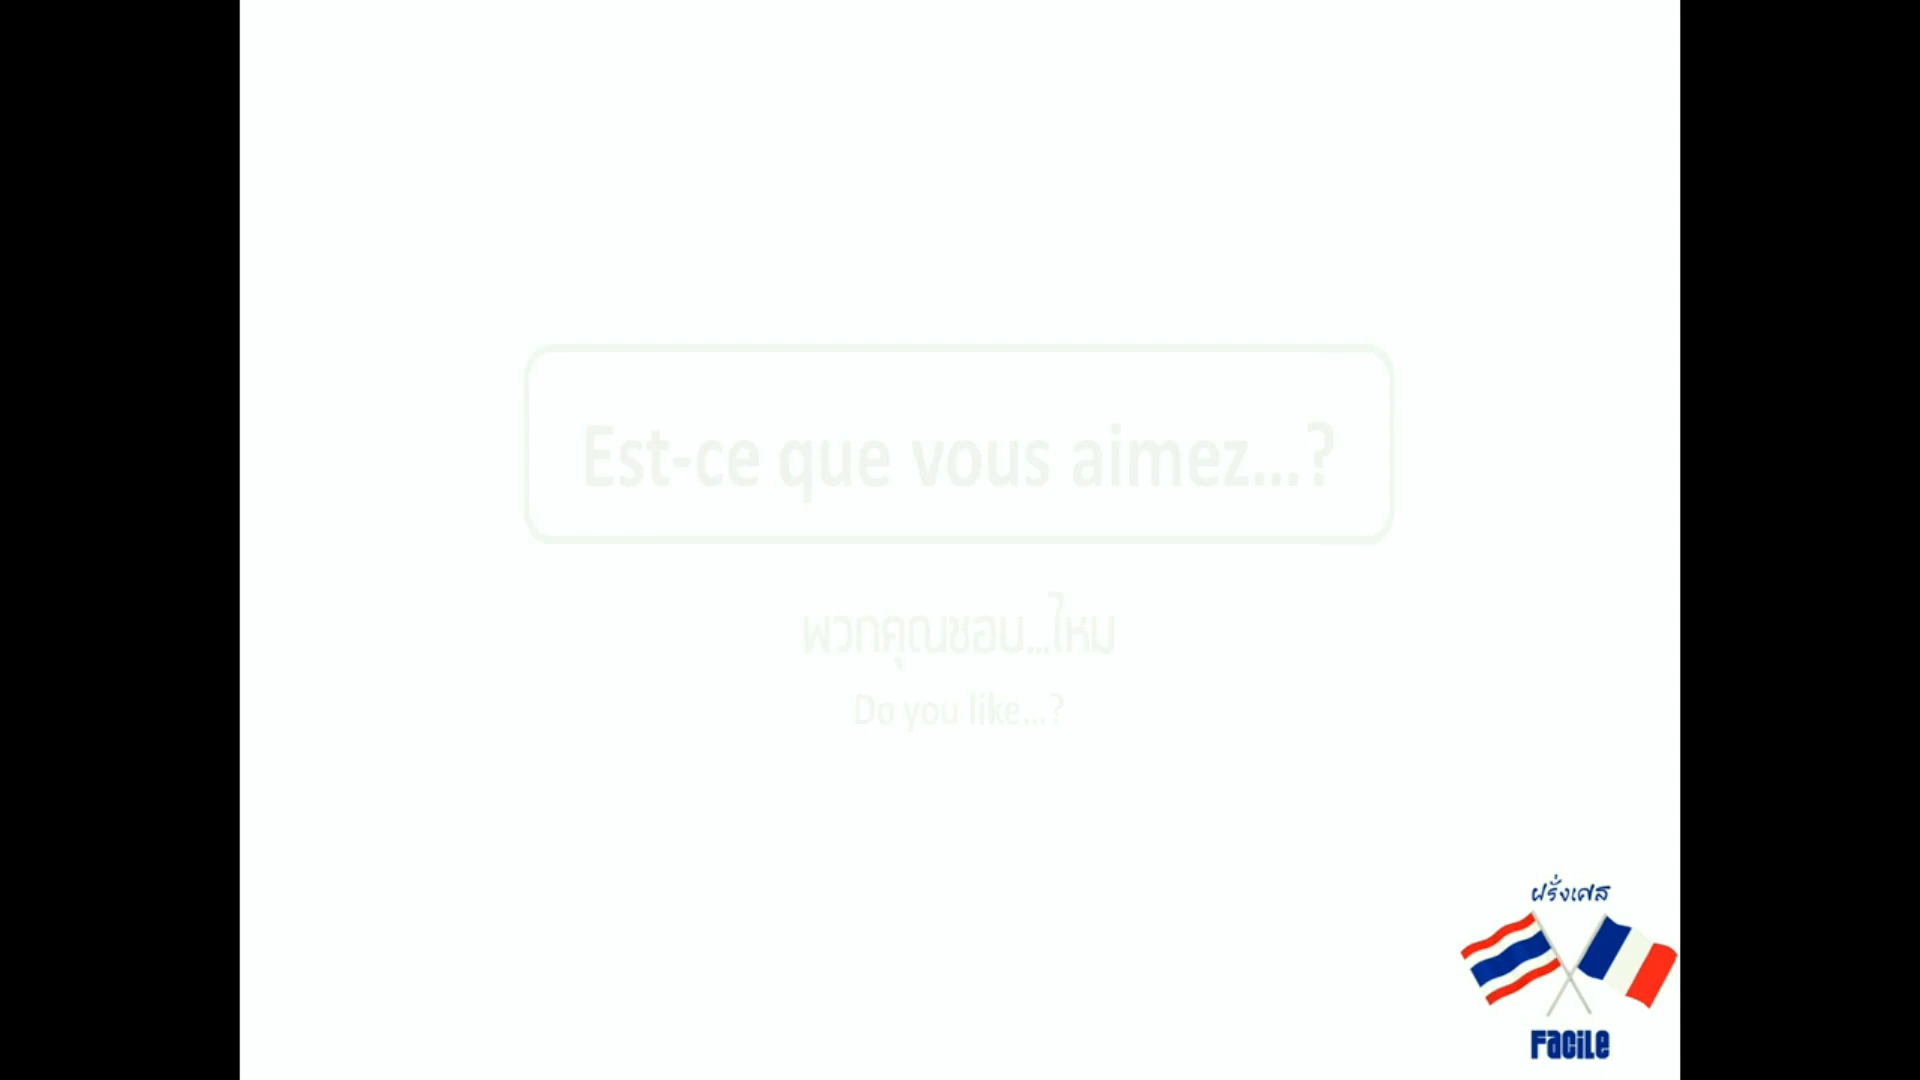 Est-ce que vous aimez...?
พวกคุณชอบ...ไหม
Do you like...?
ฝรั่งเศส
Facile